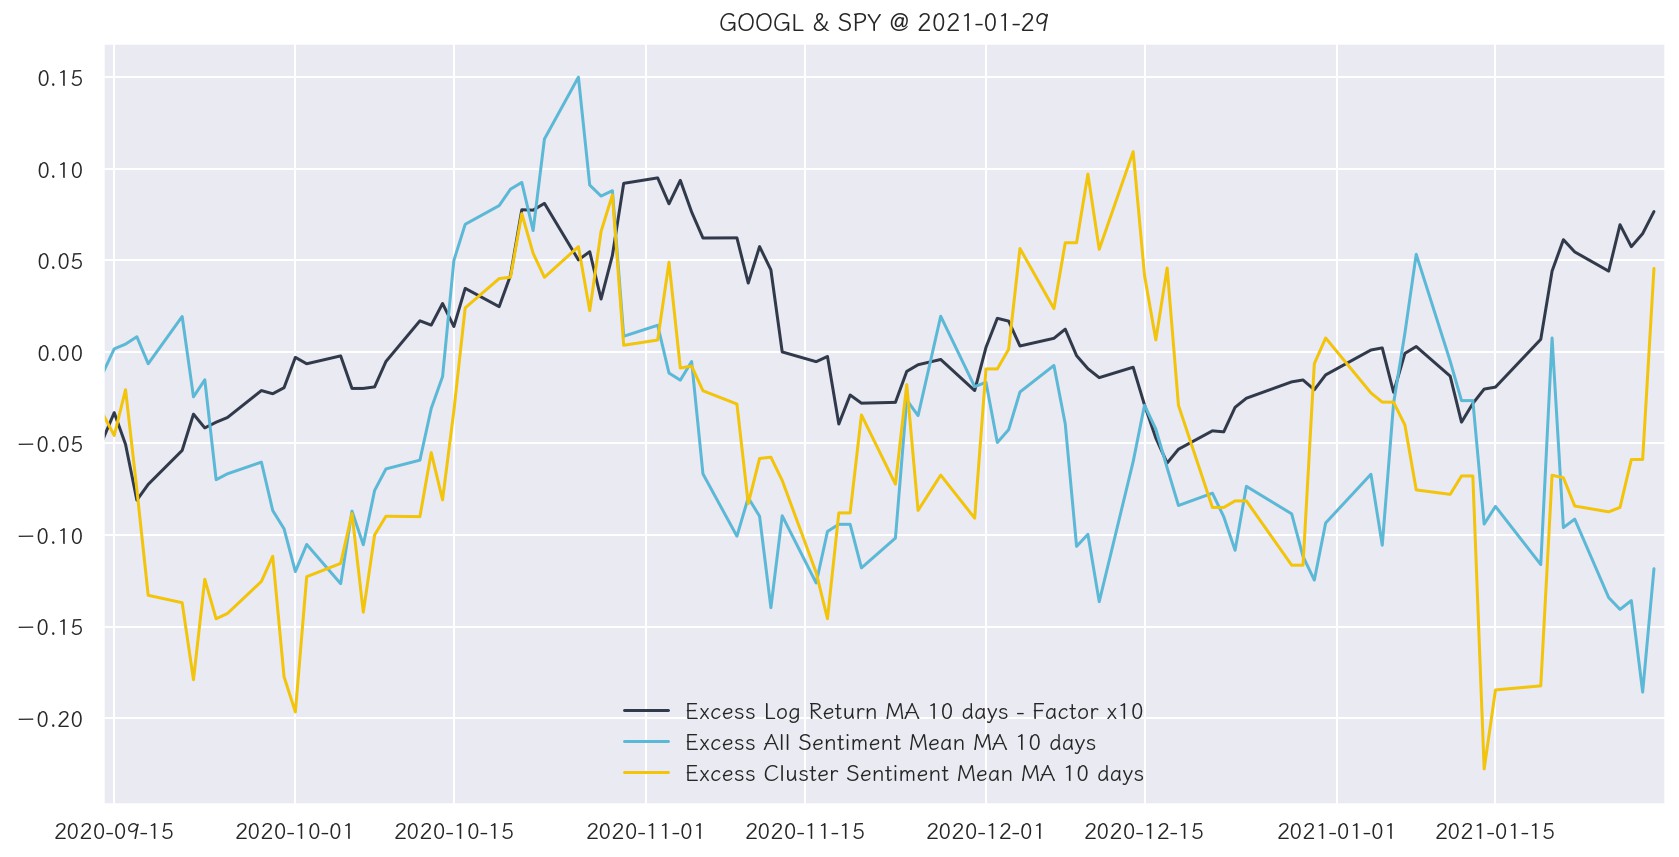 GOOGL & SPY @ 2021-01-29
0.15
0.10
0.05
0.00
−0.05
−0.10
−0.15
−0.20
Excess Log Return MA 10 days - Factor x10
Excess All Sentiment Mean MA 10 days
Excess Cluster Sentiment Mean MA 10 days
2020-09-15 2020-10-01 2020-10-15 2020-11-01 2020-11-15 2020-12-01 2020-12-15 2021-01-01 2021-01-15